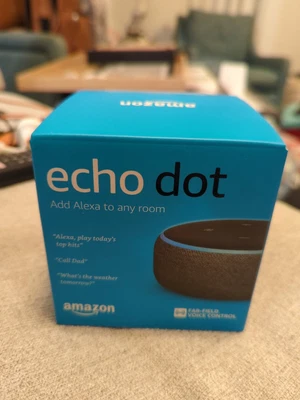 amazon
echo dot
Add Alexa to any room
"Alexa, play today's
top hits"
"Call Dad"
"What's the weather
tomorrow?"
amazon
FAR-FIELD
VOICE CONTROL